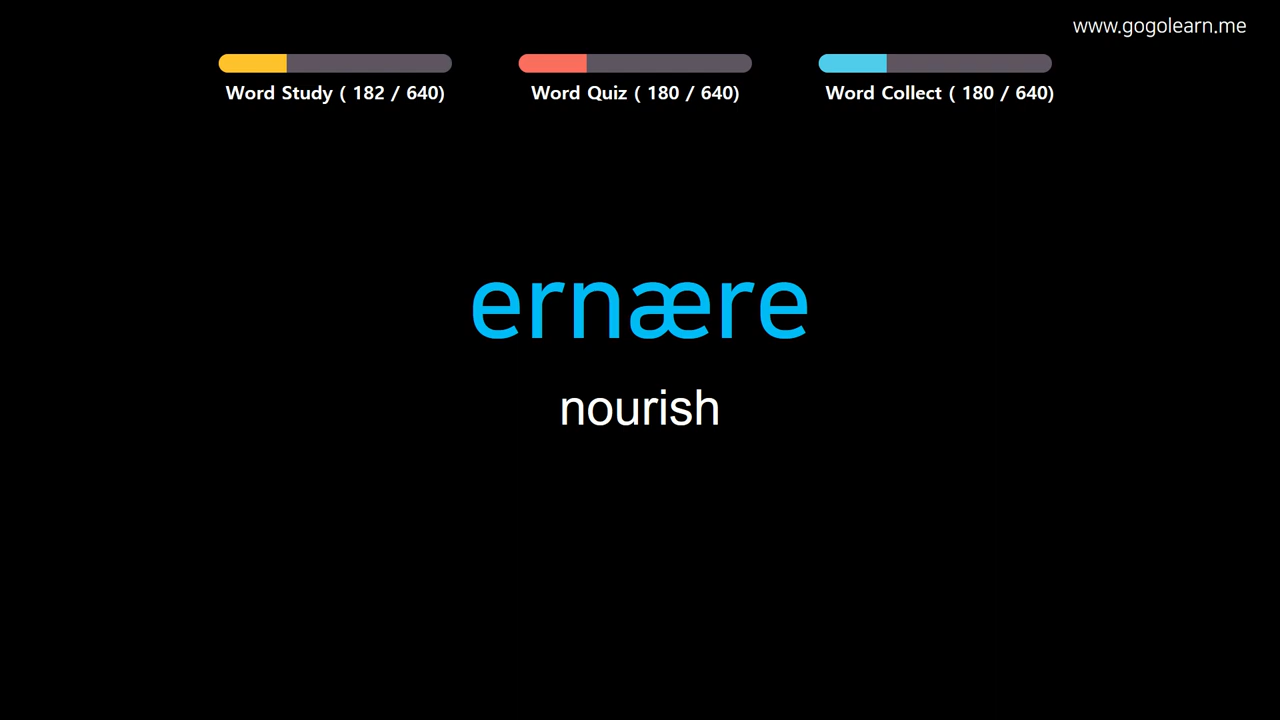 www.gogolearn.me
Word Study ( 182 / 640)
Word Quiz ( 180 / 640)
Word Collect ( 180 / 640)
ernære
nourish